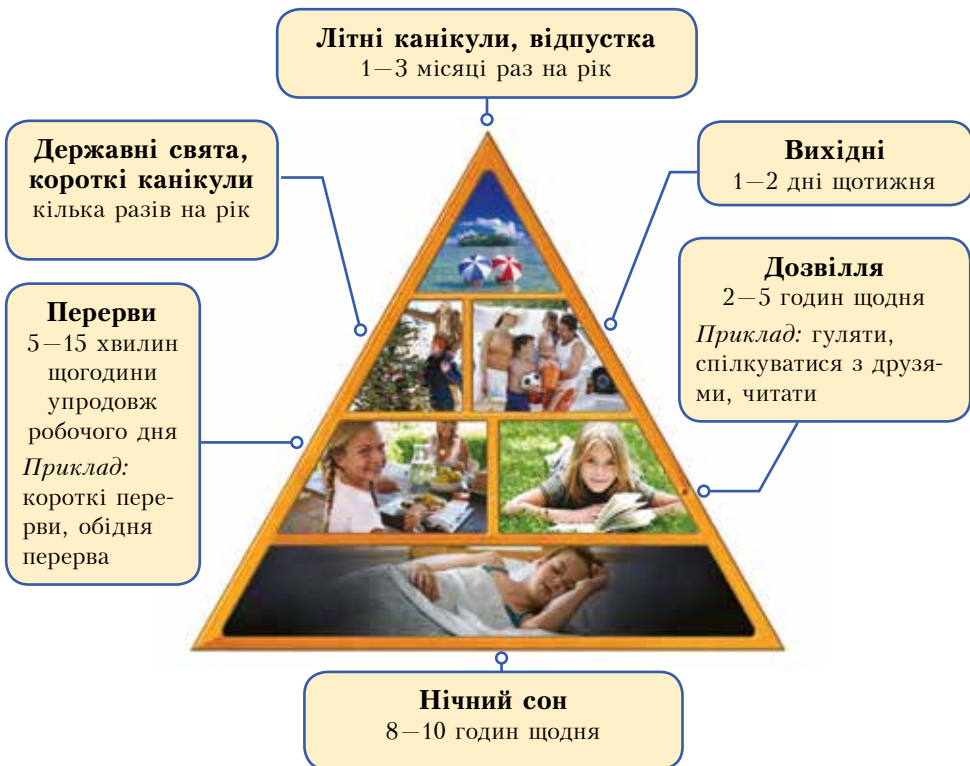 Літні канікули, відпустка
1—3 місяці раз на рік
Державні свята,
короткі канікули
кілька разів на рік
Вихідні
1—2 дні щотижня
Перерви
5—15 хвилин
щогодини
упродовж
робочого дня
Приклад:
короткі пере-
рви, обідня
перерва
Дозвілля
2—5 годин щодня
Приклад: гуляти,
спілкуватися з друзя-
ми, читати
Нічний сон
8—10 годин щодня